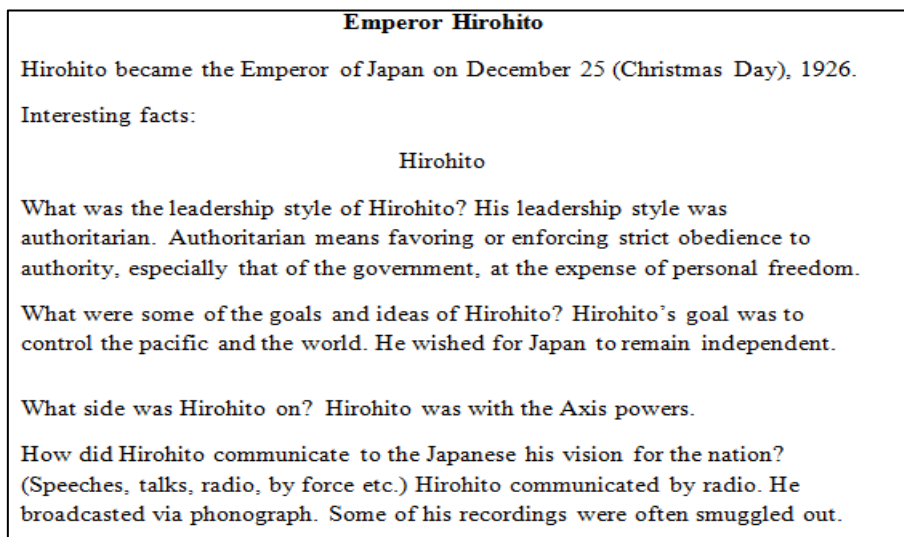 Emperor Hirohito
Hirohito became the Emperor of Japan on December 25 (Christmas Day), 1926.
Interesting facts:
Hirohito
What was the leadership style of Hirohito? His leadership style was
authoritarian. Authoritarian means favoring or enforcing strict obedience to
authority, especially that of the government, at the expense of personal freedom.
What were some of the goals and ideas of Hirohito? Hirohito's goal was to
control the pacific and the world. He wished for Japan to remain independent.
What side was Hirohito on? Hirohito was with the Axis powers.
How did Hirohito communicate to the Japanese his vision for the nation?
(Speeches, talks, radio, by force etc.) Hirohito communicated by radio. He
broadcasted via phonograph. Some of his recordings were often smuggled out.